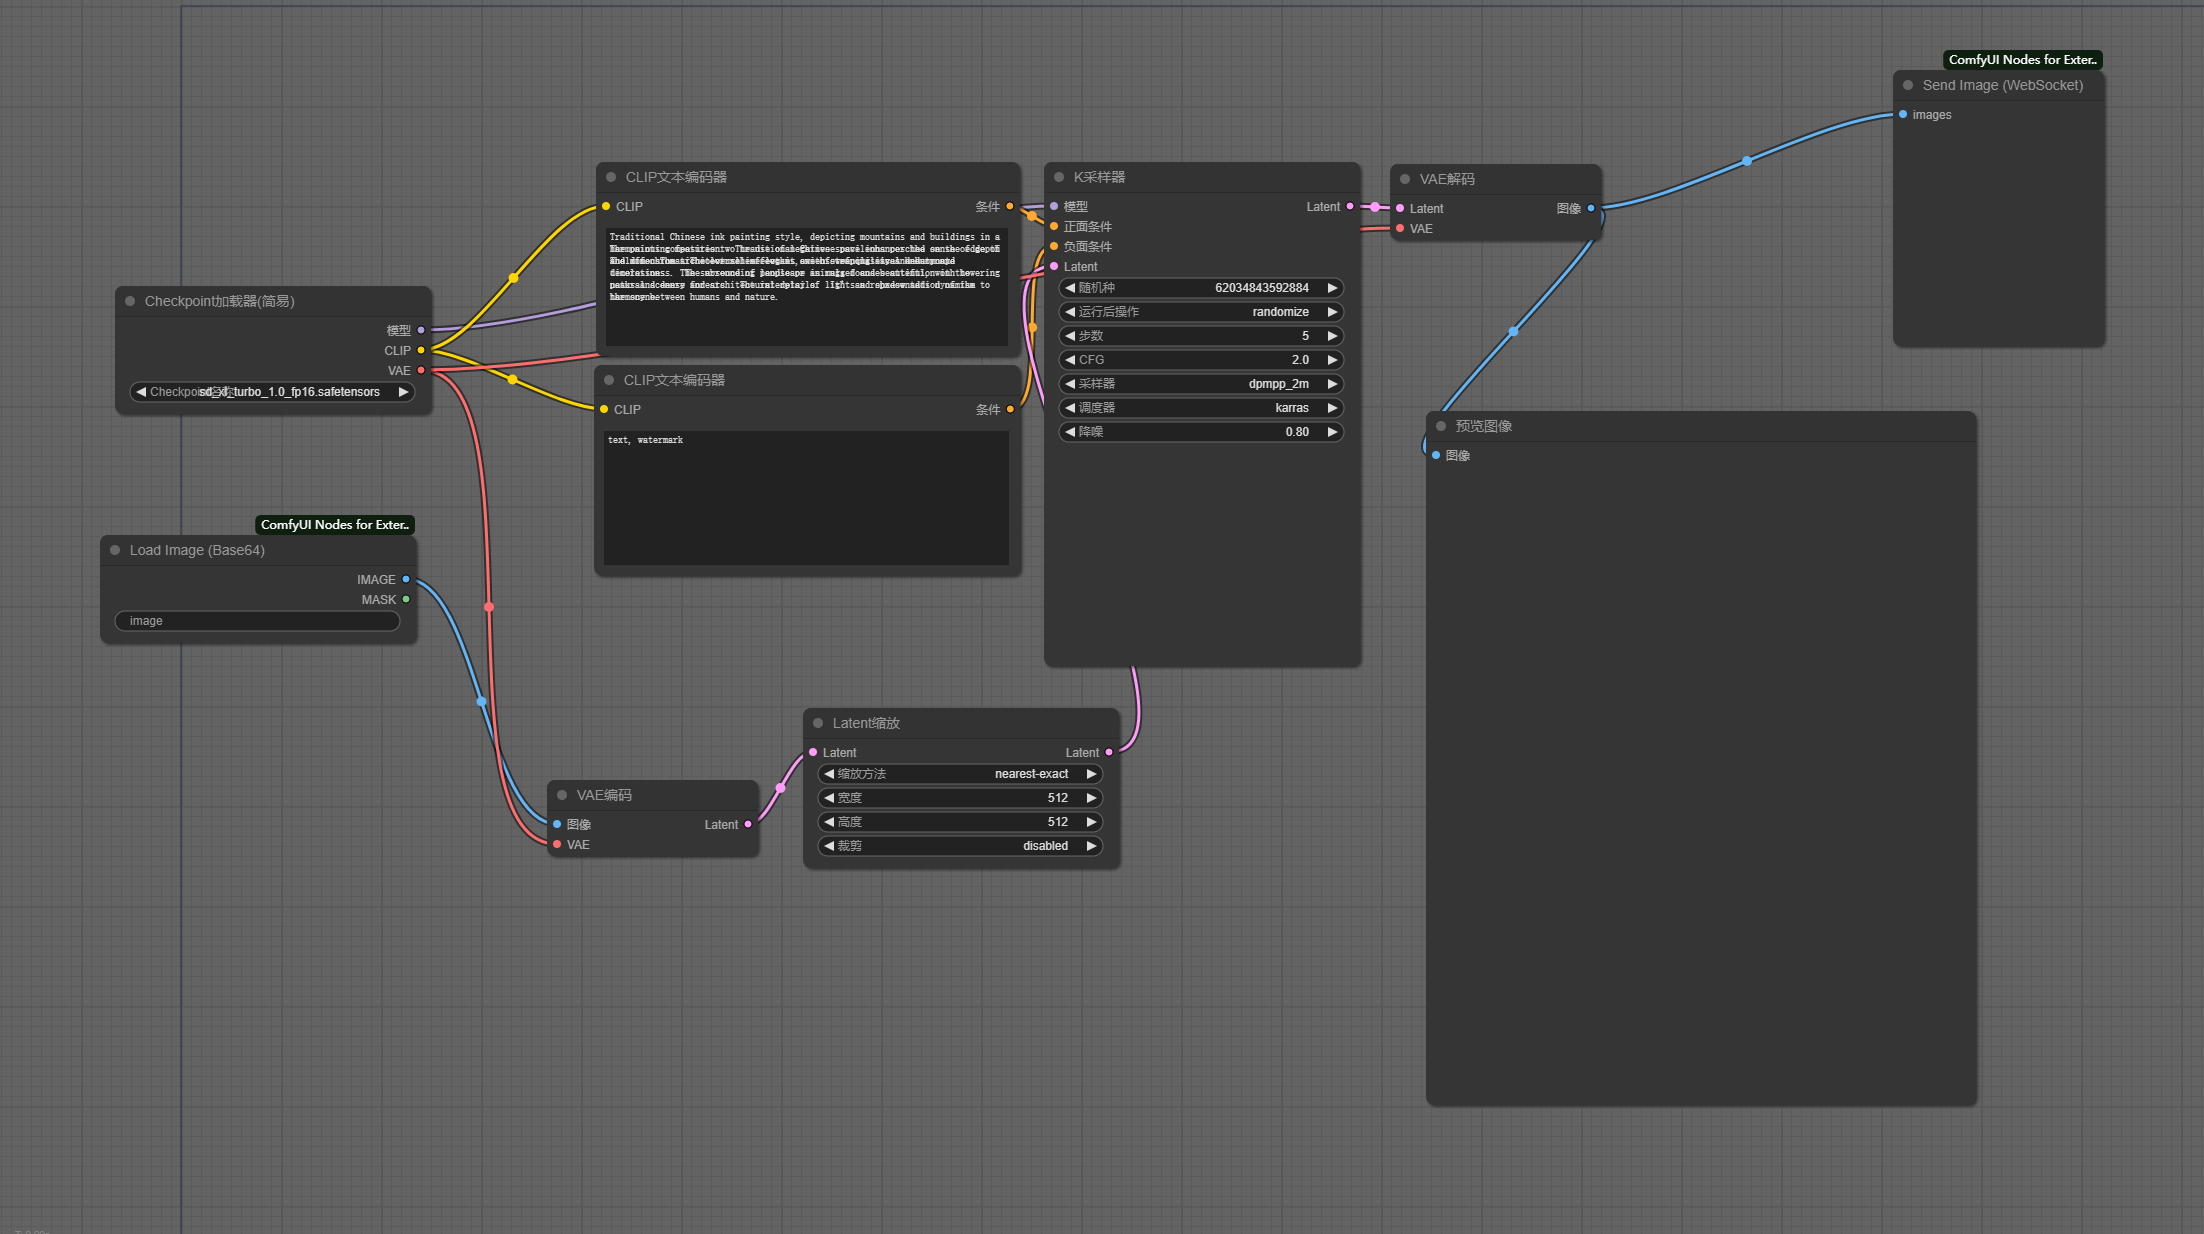 ComfyUI Nodes for Exter..
Send Image (WebSocket)
images
CLIP文本编码器
CLIP
条件
Traditional Chinese ink painting style, depicting mountains and buildings in a
harmony between humans and nature.
K采样器
模型
Latent
正面条件
负面条件
Latent
随机种 62034843592884
运行后操作 randomize
步数 5
CFG 2.0
采样器 dpmpp_2m
调度器 karras
降噪 0.80
VAE解码
Latent
图像
VAE
Checkpoint加载器(简易)
模型
CLIP
VAE
sd_xl_turbo_1.0_fp16.safetensors
CLIP文本编码器
CLIP
条件
text, watermark
预览图像
图像
ComfyUI Nodes for Exter..
Load Image (Base64)
IMAGE
MASK
image
Latent缩放
Latent
Latent
缩放方法 nearest-exact
宽度 512
高度 512
裁剪 disabled
VAE编码
图像
Latent
VAE